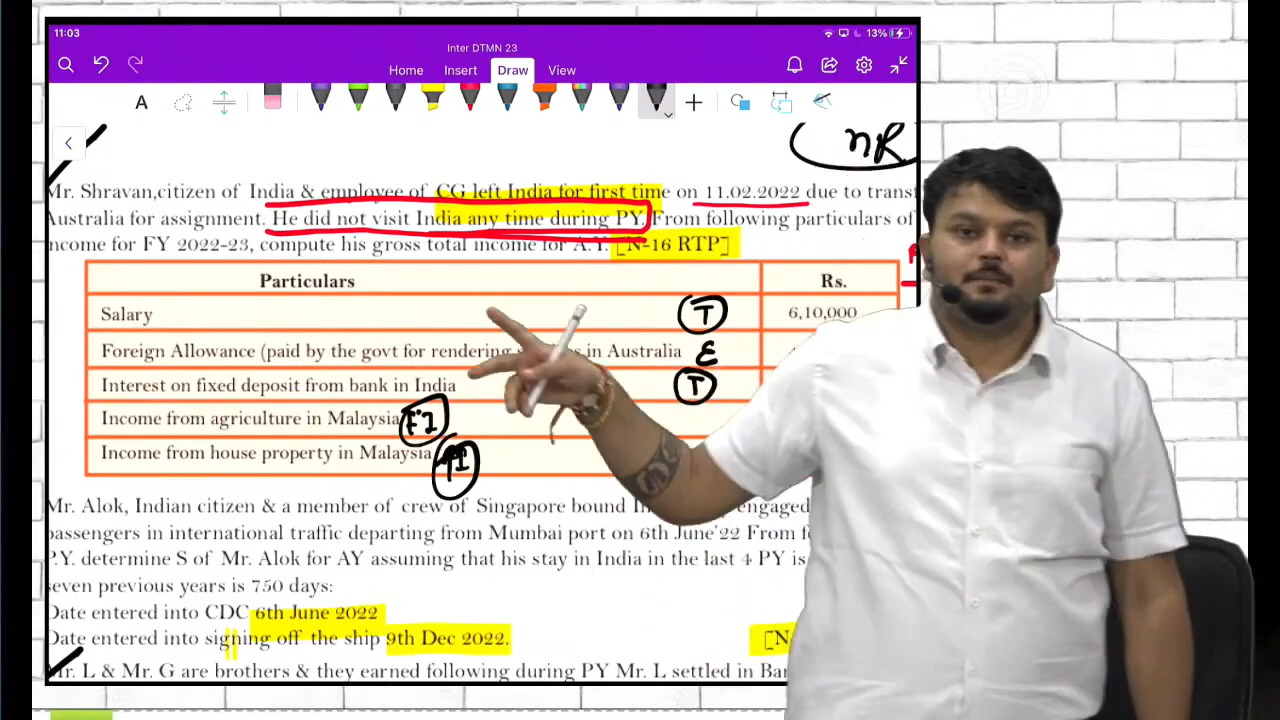 11:03
13%
Inter DTMN 23
Home Insert Draw View
A
NR
Mr. Shravan,citizen of India & employee of CG left India for first time on 11.02.2022 due to
Australia for assignment. He did not visit India any time during PY. From following particulars of
income for FY 2022-23, compute his gross total income for A.Y. [N-16 RTP]
Particulars Rs.
Salary T 6,10,000
Foreign Allowance (paid by the govt for rendering in Australia E
Interest on fixed deposit from bank in India T
Income from agriculture in Malaysia FI
Income from house property in Malaysia FI
Mr. Alok, Indian citizen & a member of crew of Singapore bound engaged
passengers in international traffic departing from Mumbai port on 6th June'22 From
P.Y. determine S of Mr. Alok for AY assuming that his stay in India in the last 4 PY is
seven previous years is 750 days:
Date entered into CDC 6th June 2022
Date entered into signing off the ship 9th Dec 2022.
Mr. L & Mr. G are brothers & they earned following during PY Mr. L settled in